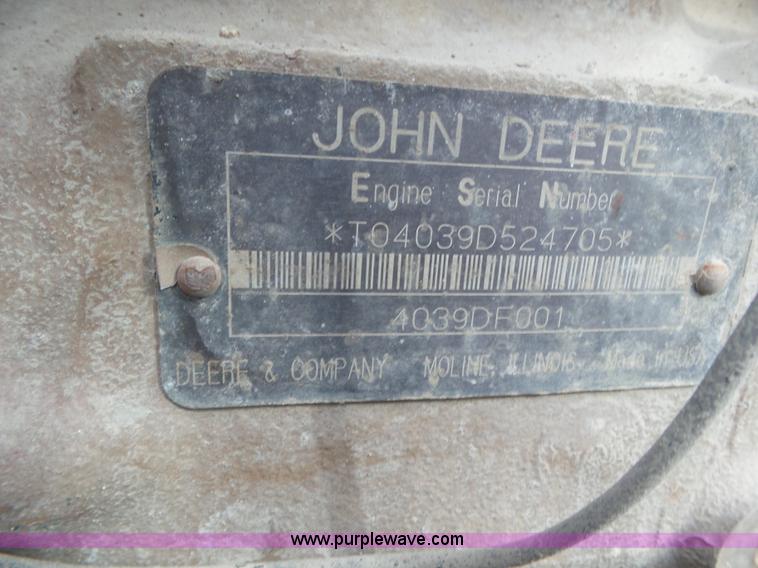 JOHN DEERE
Engine Serial Number
*T04039D524705*
4039DF001
DEERE & COMPANY MOLINE, ILLINOIS Made in USA
www.purplewave.com